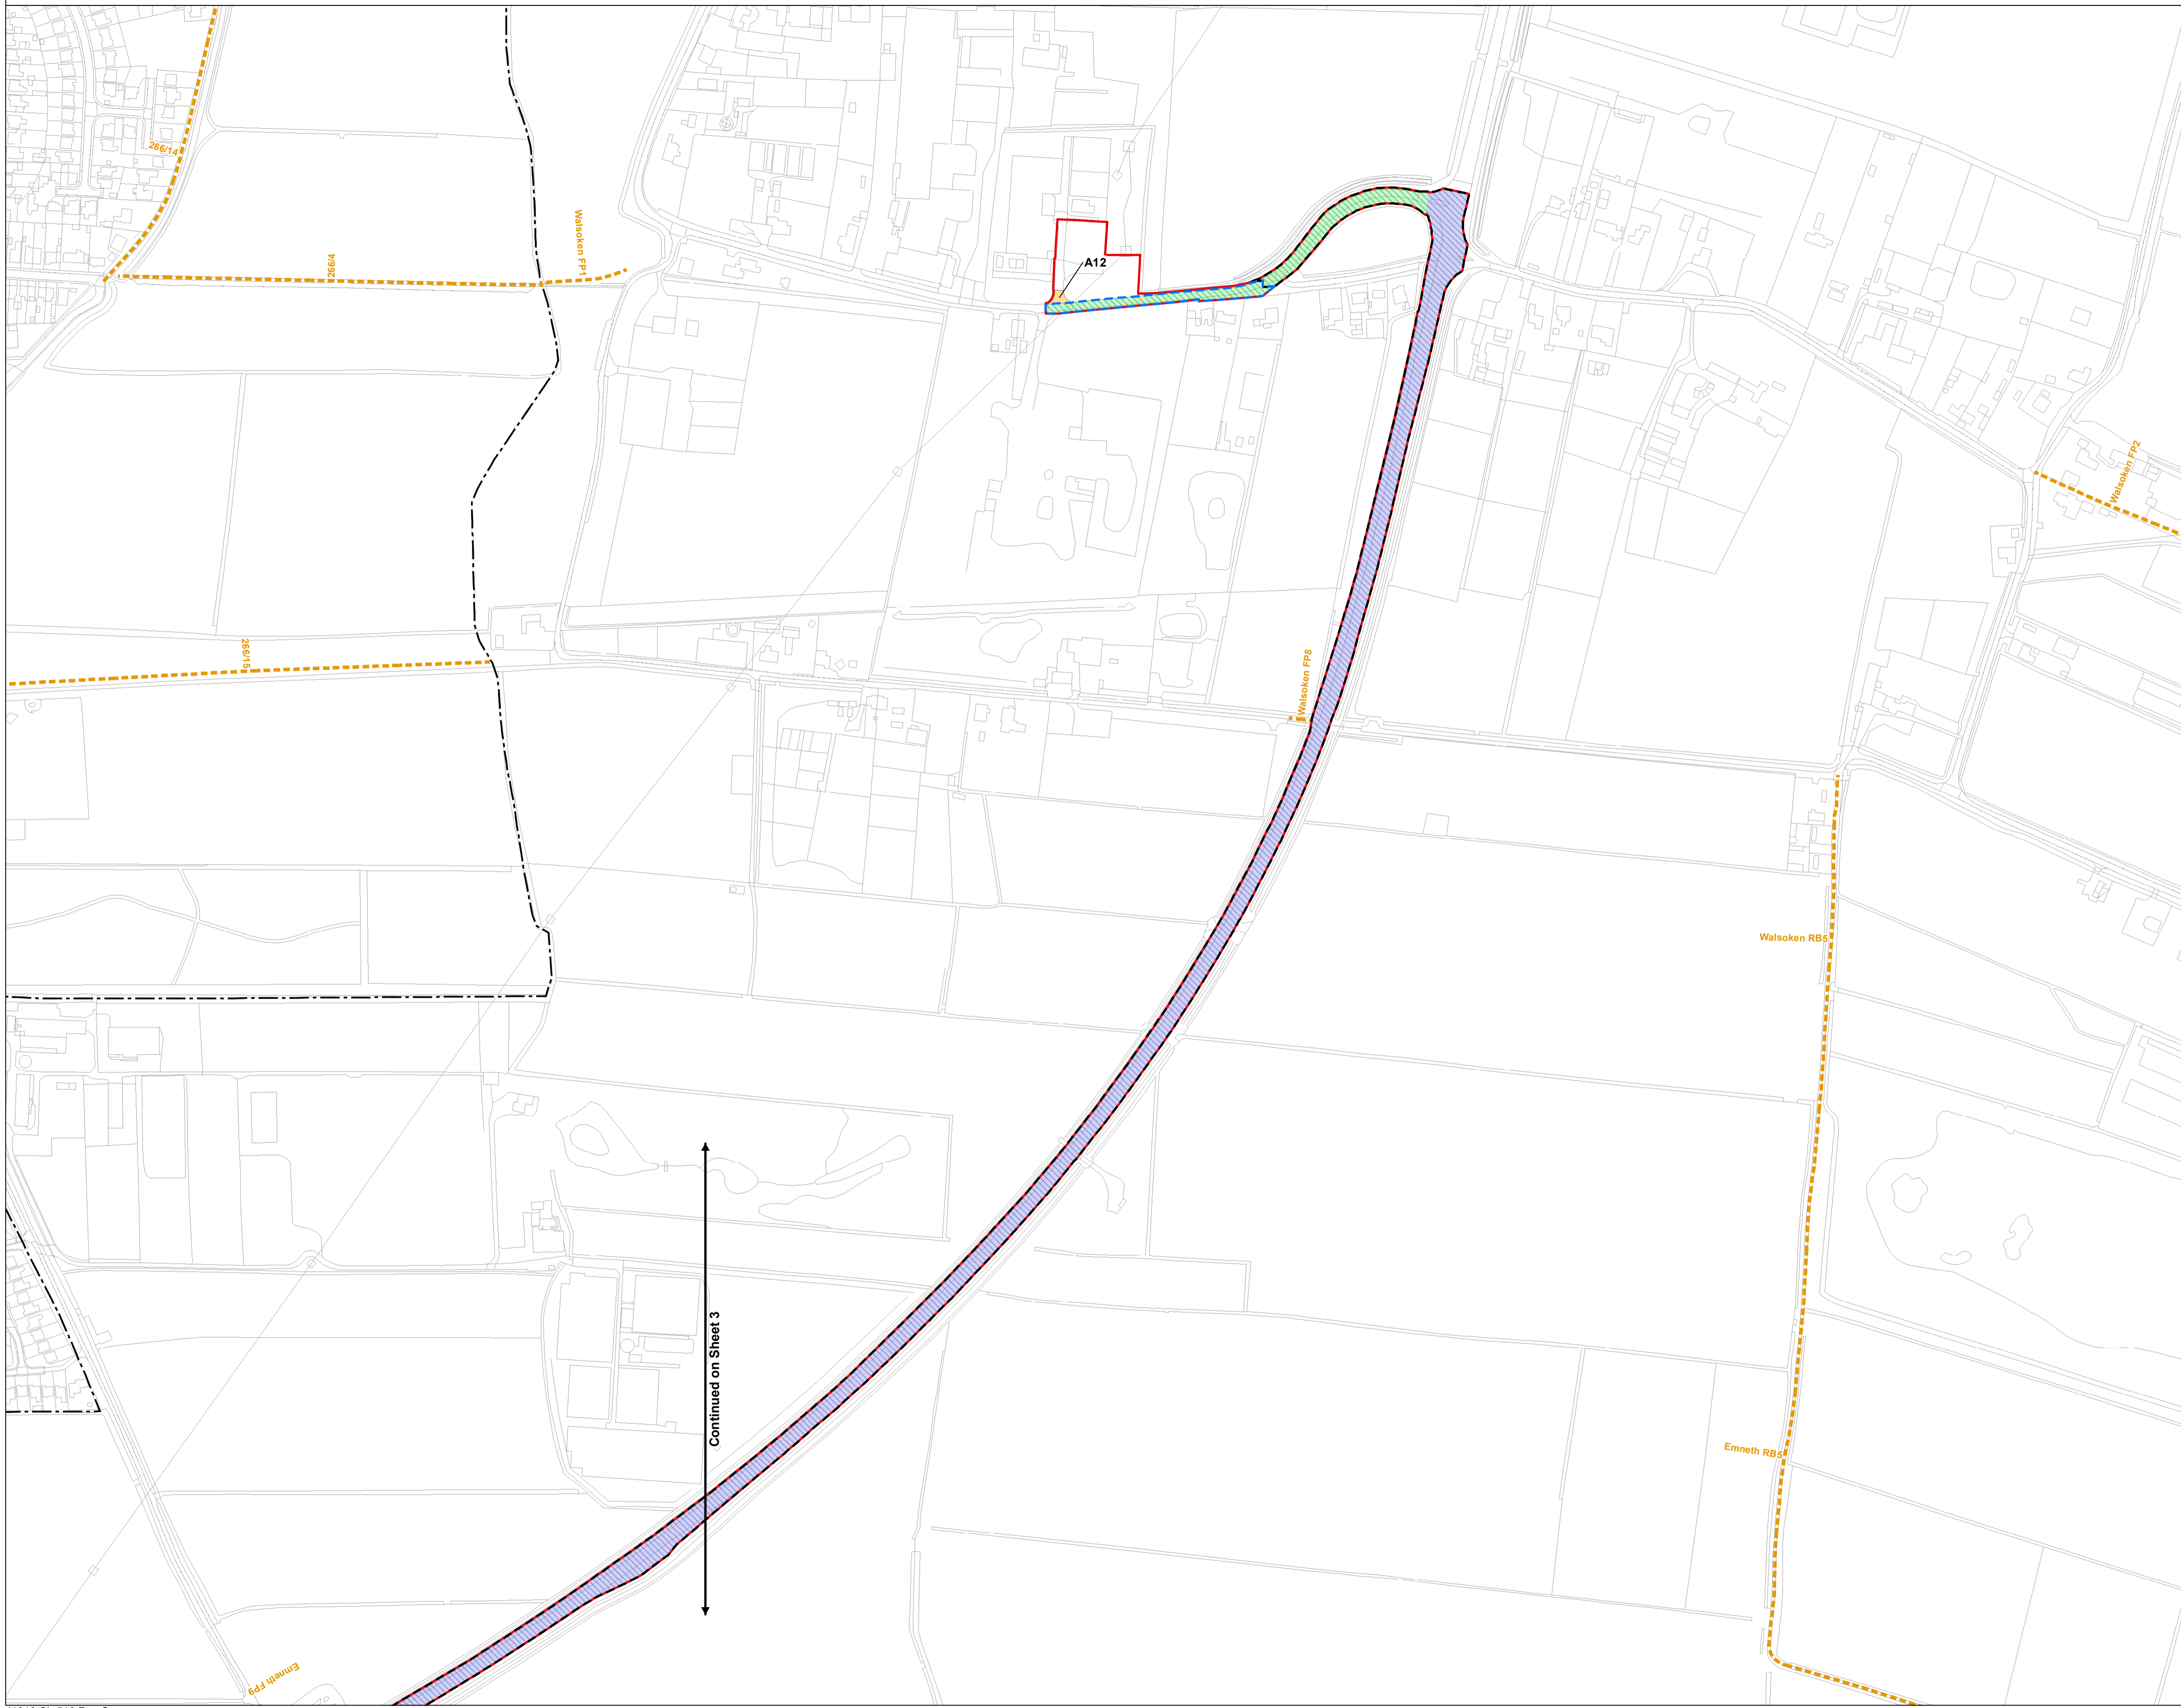 266/14
266/4
Walsoken FP1
A12
Walsoken FP2
266/15
Walsoken FP8
Walsoken RB5
Continued on Sheet 3
Emneth RB5
Emneth FP9